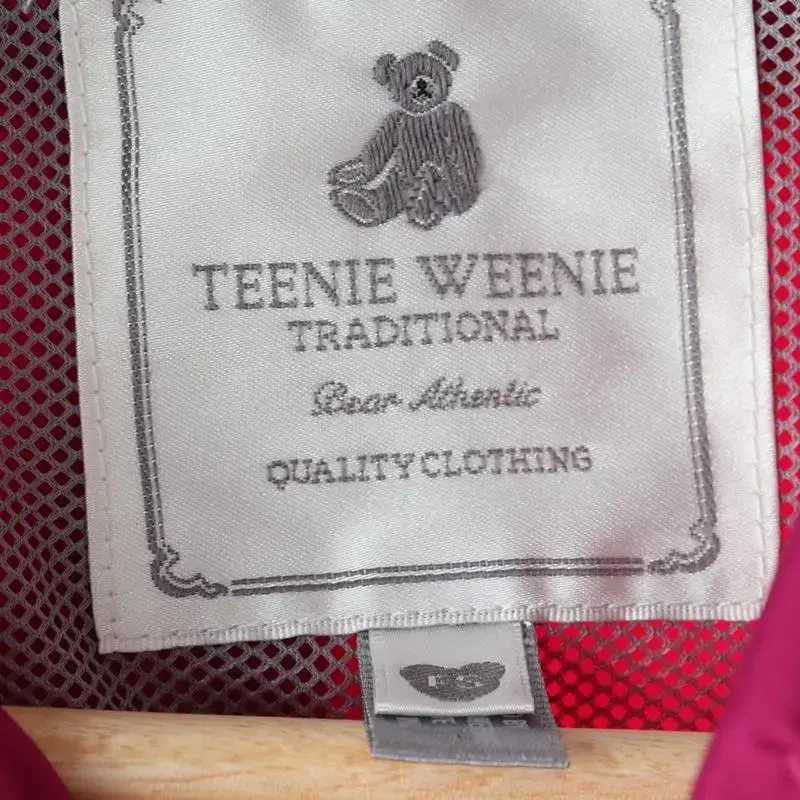 TEENIE WEENIE
TRADITIONAL
Bear Athentic
QUALITY CLOTHING